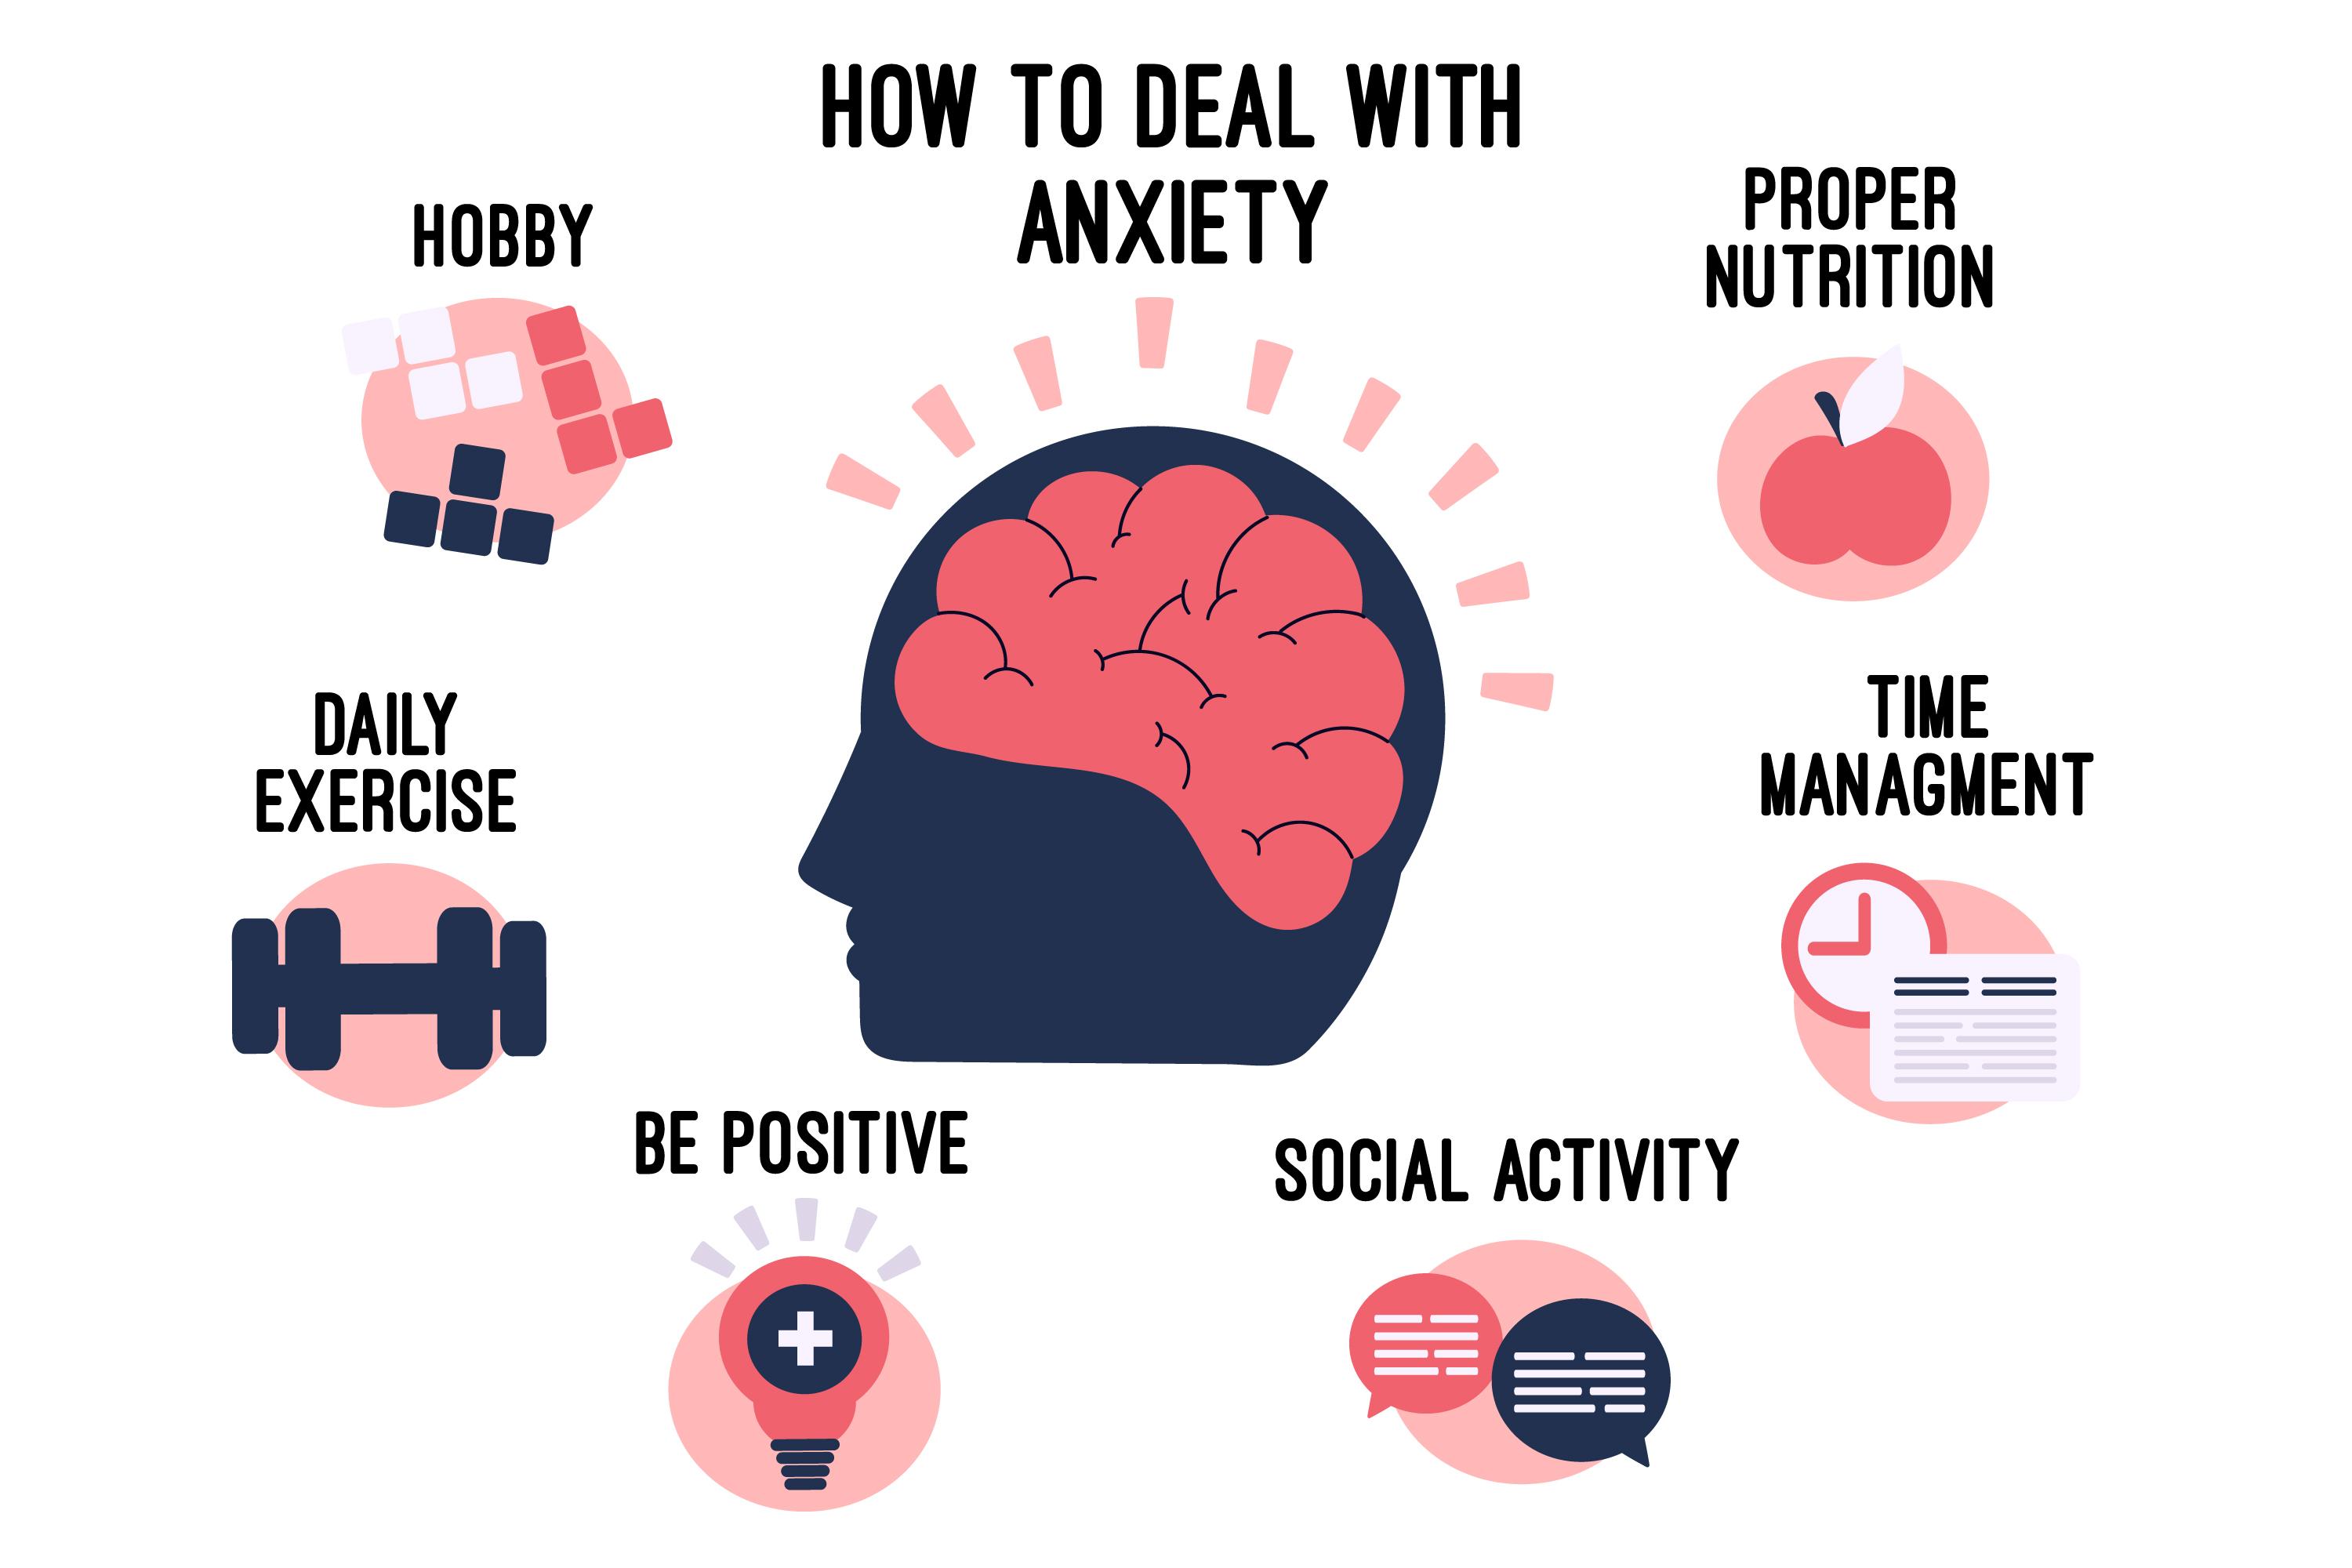 HOW TO DEAL WITH
ANXIETY
HOBBY
PROPER
NUTRITION
DAILY
EXERCISE
TIME
MANAGMENT
BE POSITIVE
SOCIAL ACTIVITY